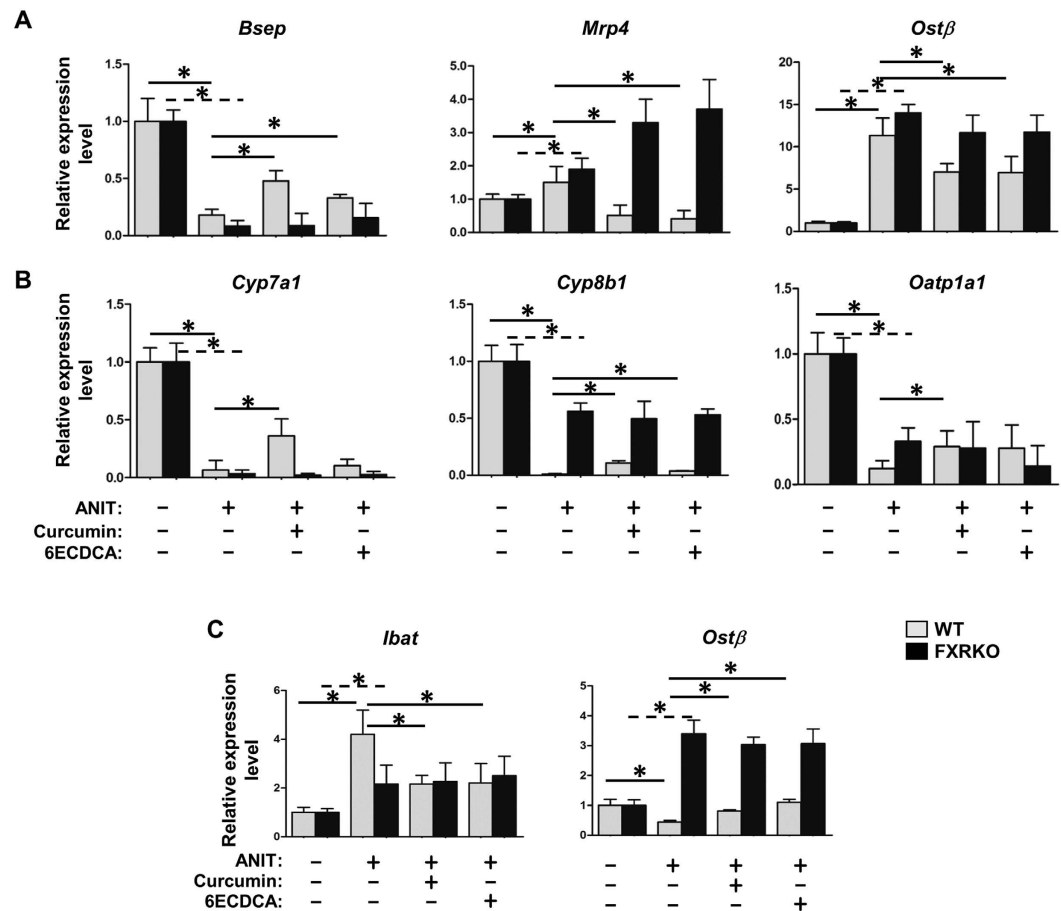 A
Bsep
Mrp4
Ostβ
Relative expression
level
1.5
1.0
0.5
0.0
*
*
*
*
5.0
4.0
3.0
2.0
1.0
0.0
*
*
*
*
20
15
10
5
0
*
*
*
*
B
Cyp7a1
Cyp8b1
Oatp1a1
Relative expression
level
1.5
1.0
0.5
0.0
*
*
*
1.5
1.0
0.5
0.0
*
*
*
*
1.5
1.0
0.5
0.0
*
*
*
ANIT: – + + + – + + + – + + +
Curcumin: – – + – – – + – – – + –
6ECDCA: – – – + – – – + – – – +
C
Ibat
Ostβ
WT
FXRKO
Relative expression
level
6
4
2
0
*
*
*
*
5
4
3
2
1
0
*
*
*
*
ANIT: – + + + – + + +
Curcumin: – – + – – – + –
6ECDCA: – – – + – – – +